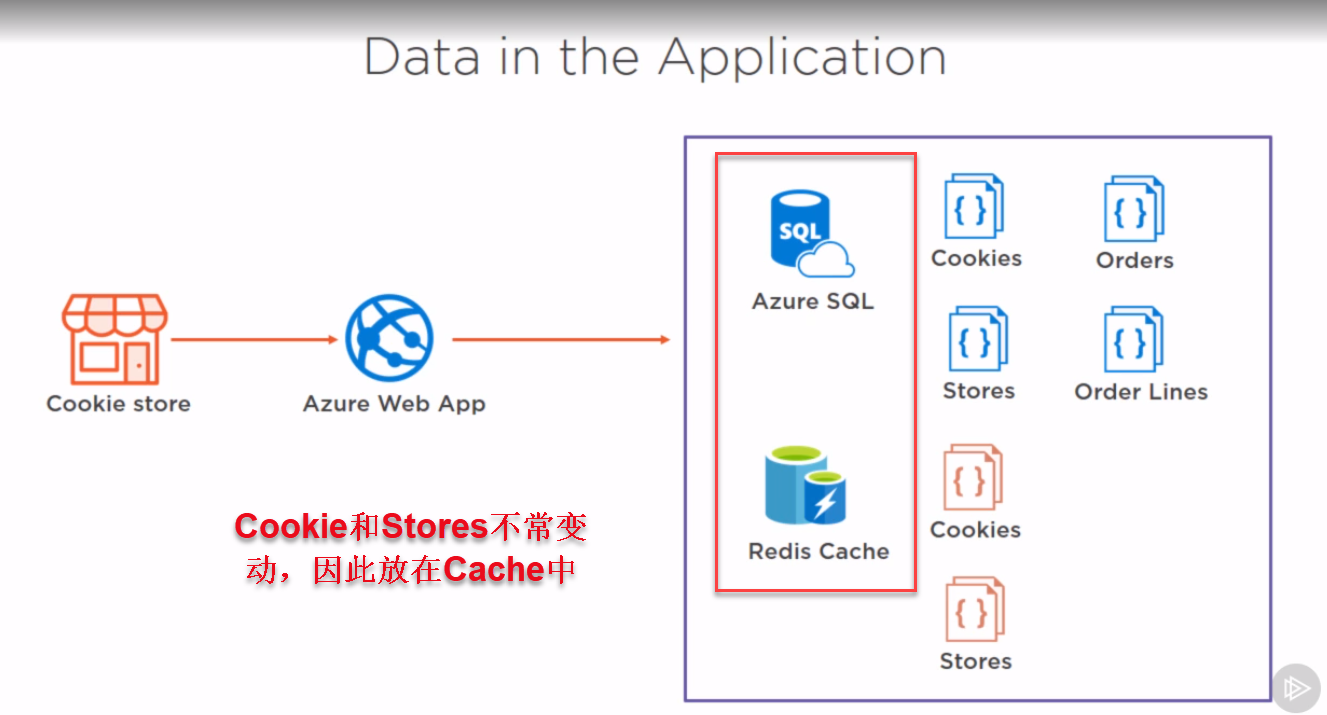 Data in the Application
SQL
Azure SQL
Cookies
Orders
Stores
Order Lines
Cookie store
Azure Web App
Cookie和Stores不常变
动，因此放在Cache中
Redis Cache
Cookies
Stores